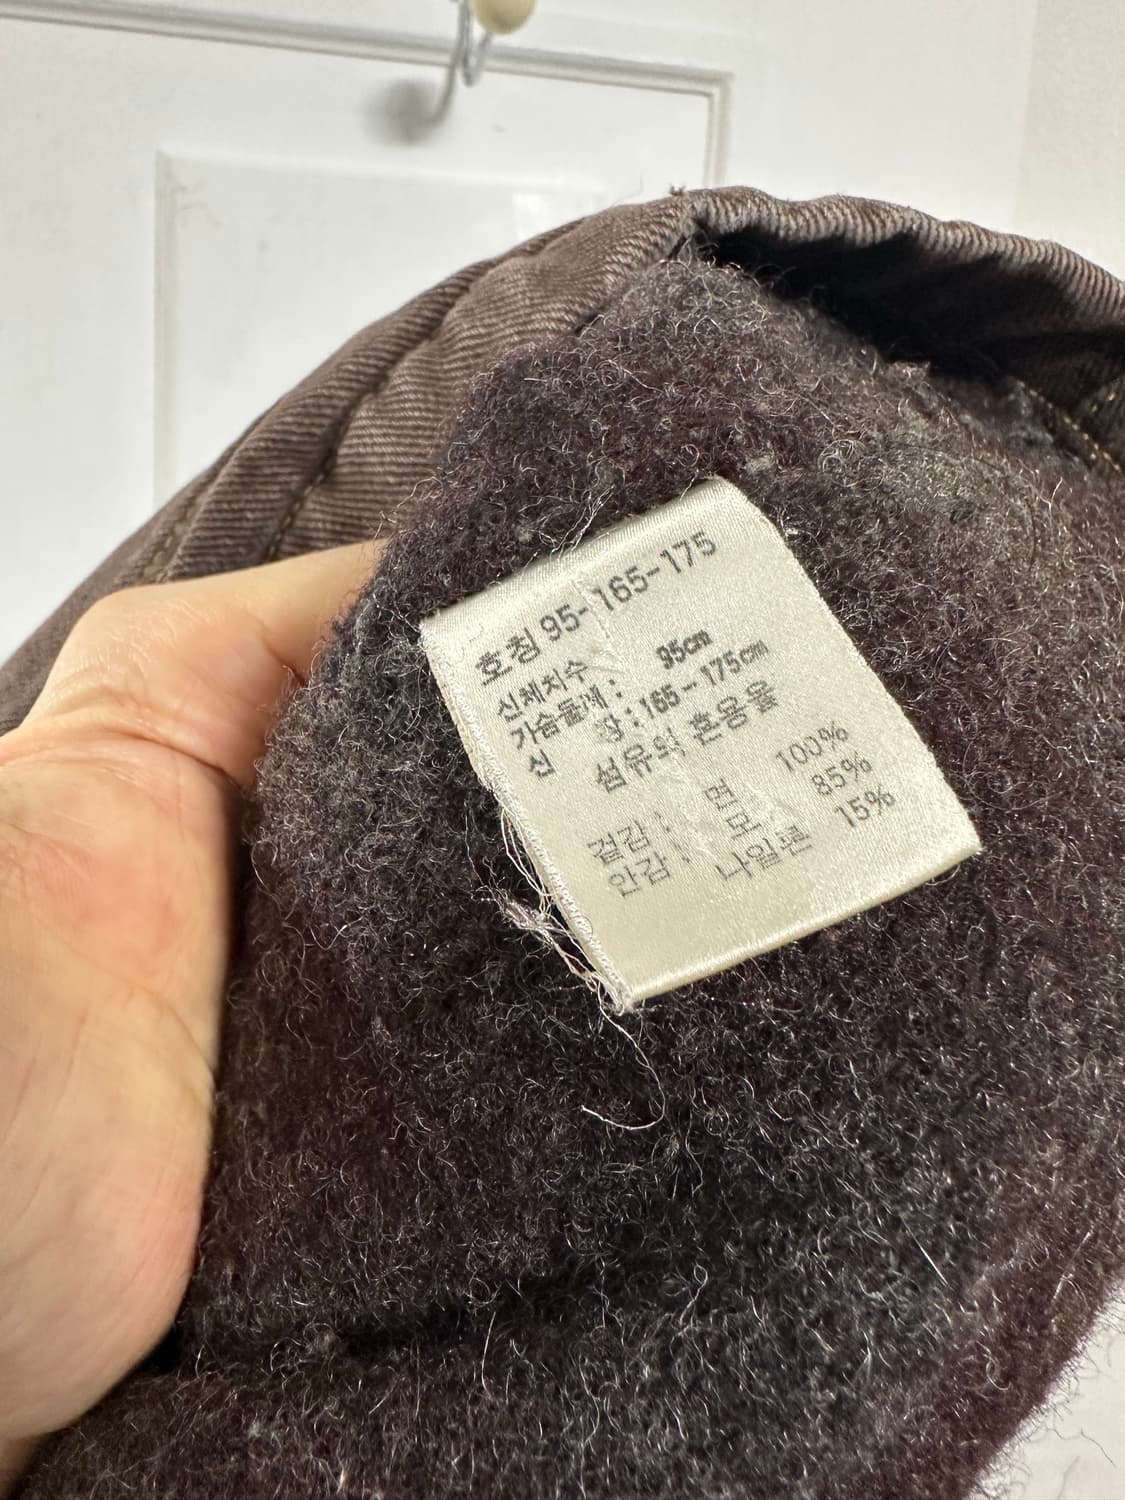 호칭 95-165-175
신체치수
가슴둘레 : 95cm
신 장 : 165-175cm
섬유의 혼용율
겉감 : 면 100%
안감 : 모 85%
나일론 15%